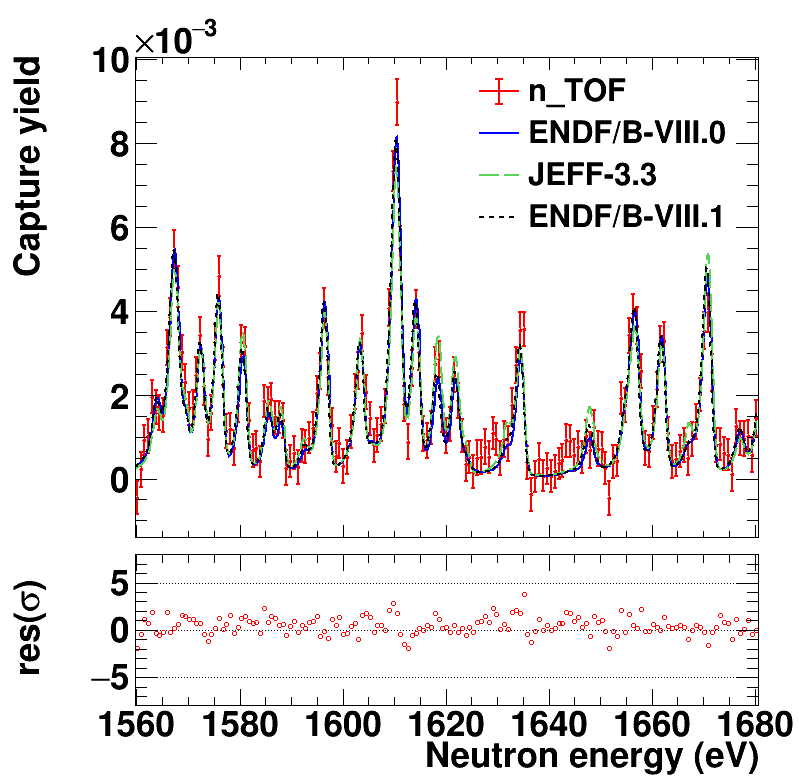 ×10⁻³
Capture yield
10
8
6
4
2
0
n_TOF
ENDF/B-VIII.0
JEFF-3.3
ENDF/B-VIII.1
res(σ)
5
0
−5
1560 1580 1600 1620 1640 1660 1680
Neutron energy (eV)